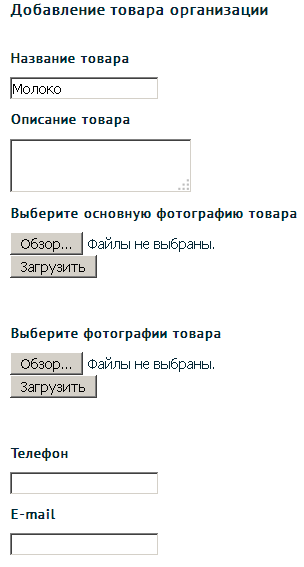 Добавление товара организации
Название товара
Молоко
Описание товара
Выберите основную фотографию товара
Обзор... Файлы не выбраны.
Загрузить
Выберите фотографии товара
Обзор... Файлы не выбраны.
Загрузить
Телефон
E-mail